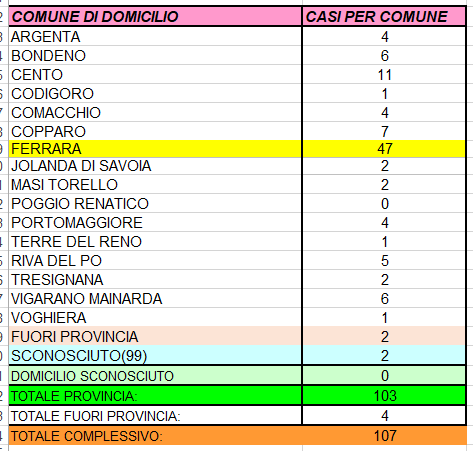 COMUNE DI DOMICILIO CASI PER COMUNE
ARGENTA 4
BONDENO 6
CENTO 11
CODIGORO 1
COMACCHIO 4
COPPARO 7
FERRARA 47
JOLANDA DI SAVOIA 2
MASI TORELLO 2
POGGIO RENATICO 0
PORTOMAGGIORE 4
TERRE DEL RENO 1
RIVA DEL PO 5
TRESIGNANA 2
VIGARANO MAINARDA 6
VOGHIERA 1
FUORI PROVINCIA 2
SCONOSCIUTO(99) 2
DOMICILIO SCONOSCIUTO 0
TOTALE PROVINCIA: 103
TOTALE FUORI PROVINCIA: 4
TOTALE COMPLESSIVO: 107